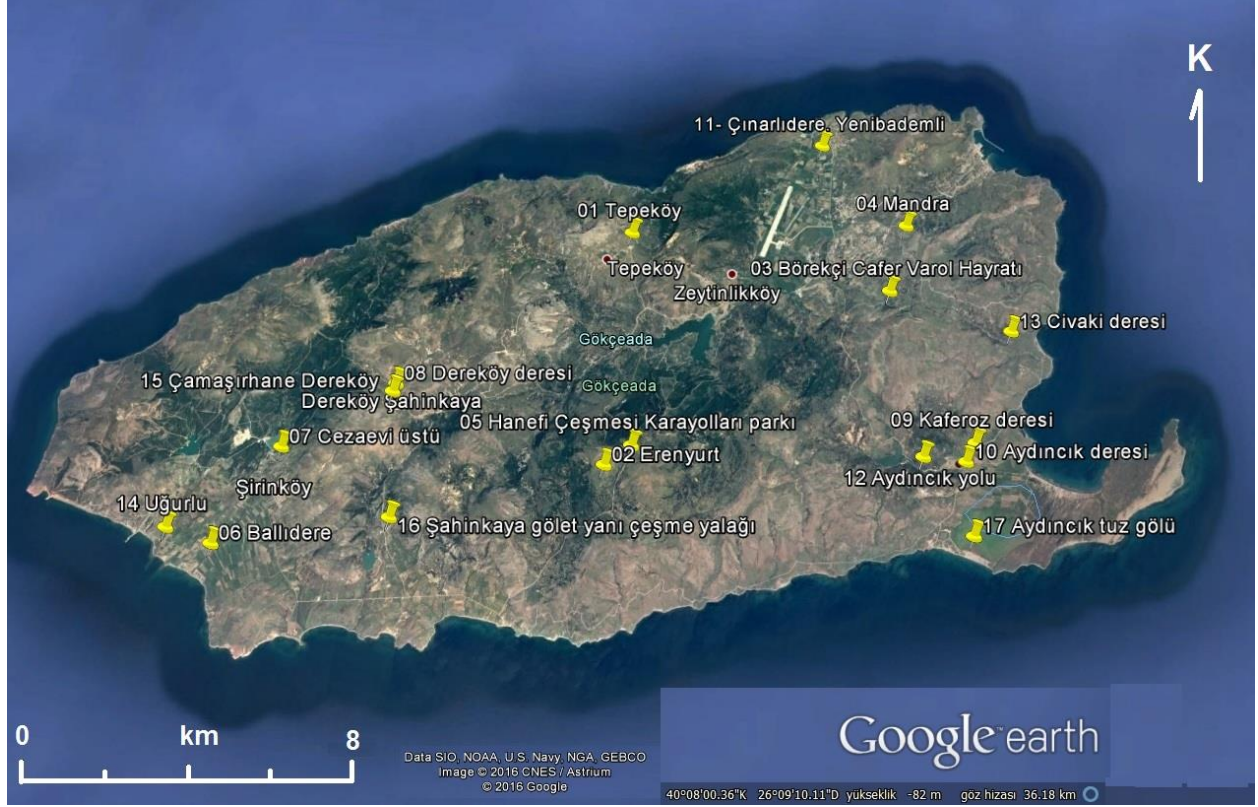 K
11- Çınarlıdere, Yenibademli
01 Tepeköy
04 Mandra
Tepeköy
03 Börekçi Cafer Varol Hayratı
Zeytinlikköy
13 Civaki deresi
Gökçeada
08 Dereköy deresi
15 Çamaşırhane Dereköy
Gökçeada
Dereköy Şahinkaya
05 Hanefi Çeşmesi Karayolları parkı
09 Kaferoz deresi
07 Cezaevi üstü
02 Erenyurt
10 Aydıncık deresi
12 Aydıncık yolu
Şirinköy
14 Uğurlu
16 Şahinkaya gölet yanı çeşme yalağı
17 Aydıncık tuz gölü
06 Ballıdere
0 km 8
Google earth
Data SIO, NOAA, U.S. Navy, NGA, GEBCO
Image © 2016 CNES / Astrium
© 2016 Google
40°08'00.36"K 26°09'10.11"D yükseklik -82 m göz hizası 36.18 km